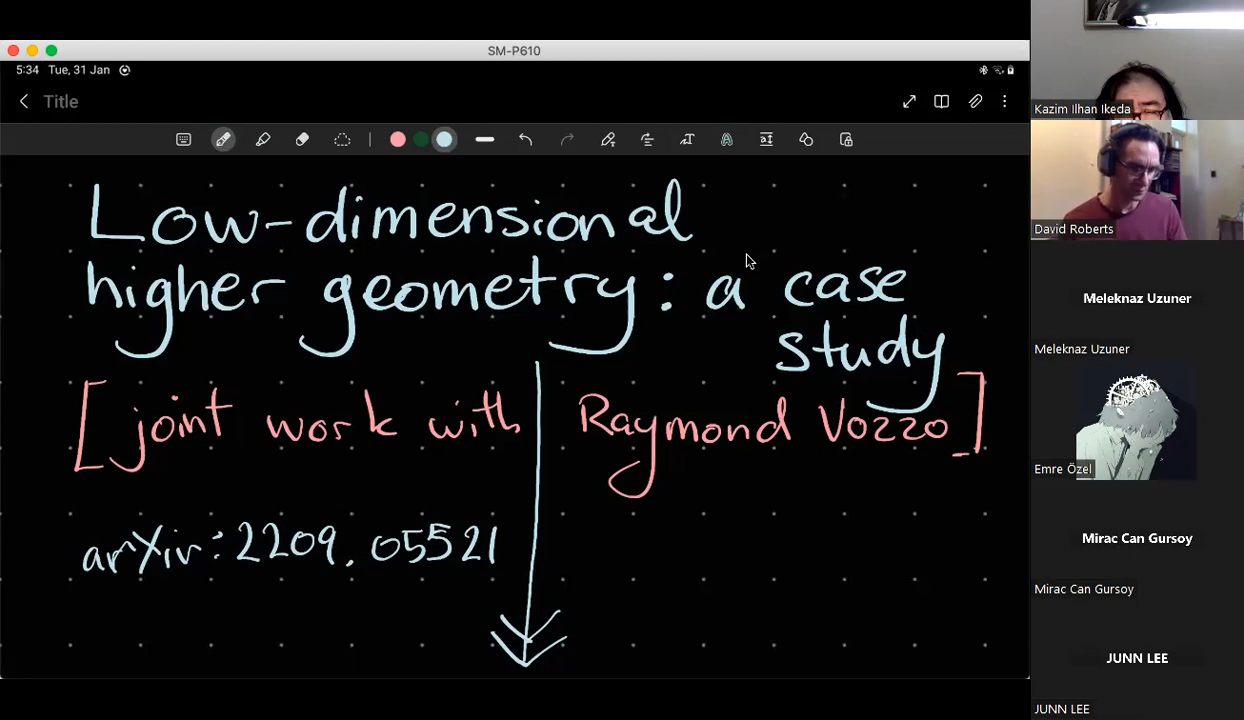 SM-P610
5:34 Tue, 31 Jan
Title
Low-dimensional
higher geometry: a case
study
[joint work with Raymond Vozzo]
arXiv: 2209.05521
Kazim Ilhan Ikeda
David Roberts
Meleknaz Uzuner
Meleknaz Uzuner
Emre Özel
Mirac Can Gursoy
Mirac Can Gursoy
JUNN LEE
JUNN LEE